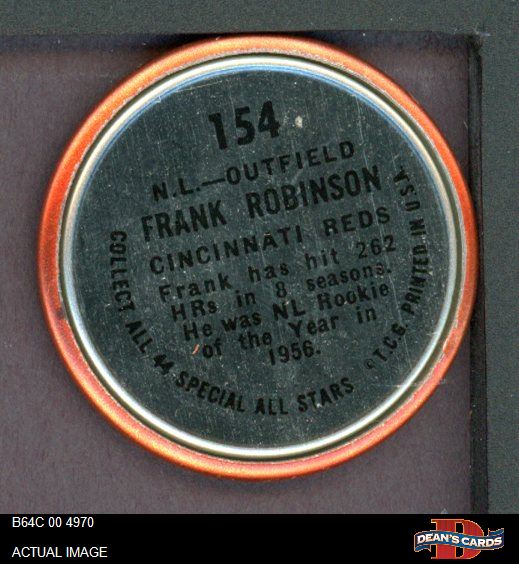 154
N.L.—OUTFIELD
FRANK ROBINSON
CINCINNATI REDS
Frank has hit 262
HRs in 8 seasons.
He was NL Rookie
of the Year in
1956.
COLLECT ALL 44 SPECIAL ALL STARS
©T.C.G. PRINTED IN U.S.A.
B64C 00 4970
ACTUAL IMAGE
D
DEAN'S CARDS